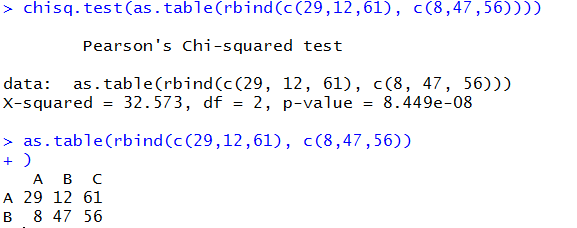 > chisq.test(as.table(rbind(c(29,12,61), c(8,47,56))))
Pearson's Chi-squared test
data:  as.table(rbind(c(29, 12, 61), c(8, 47, 56)))
X-squared = 32.573, df = 2, p-value = 8.449e-08
> as.table(rbind(c(29,12,61), c(8,47,56))
+ )
   A  B  C
A 29 12 61
B  8 47 56